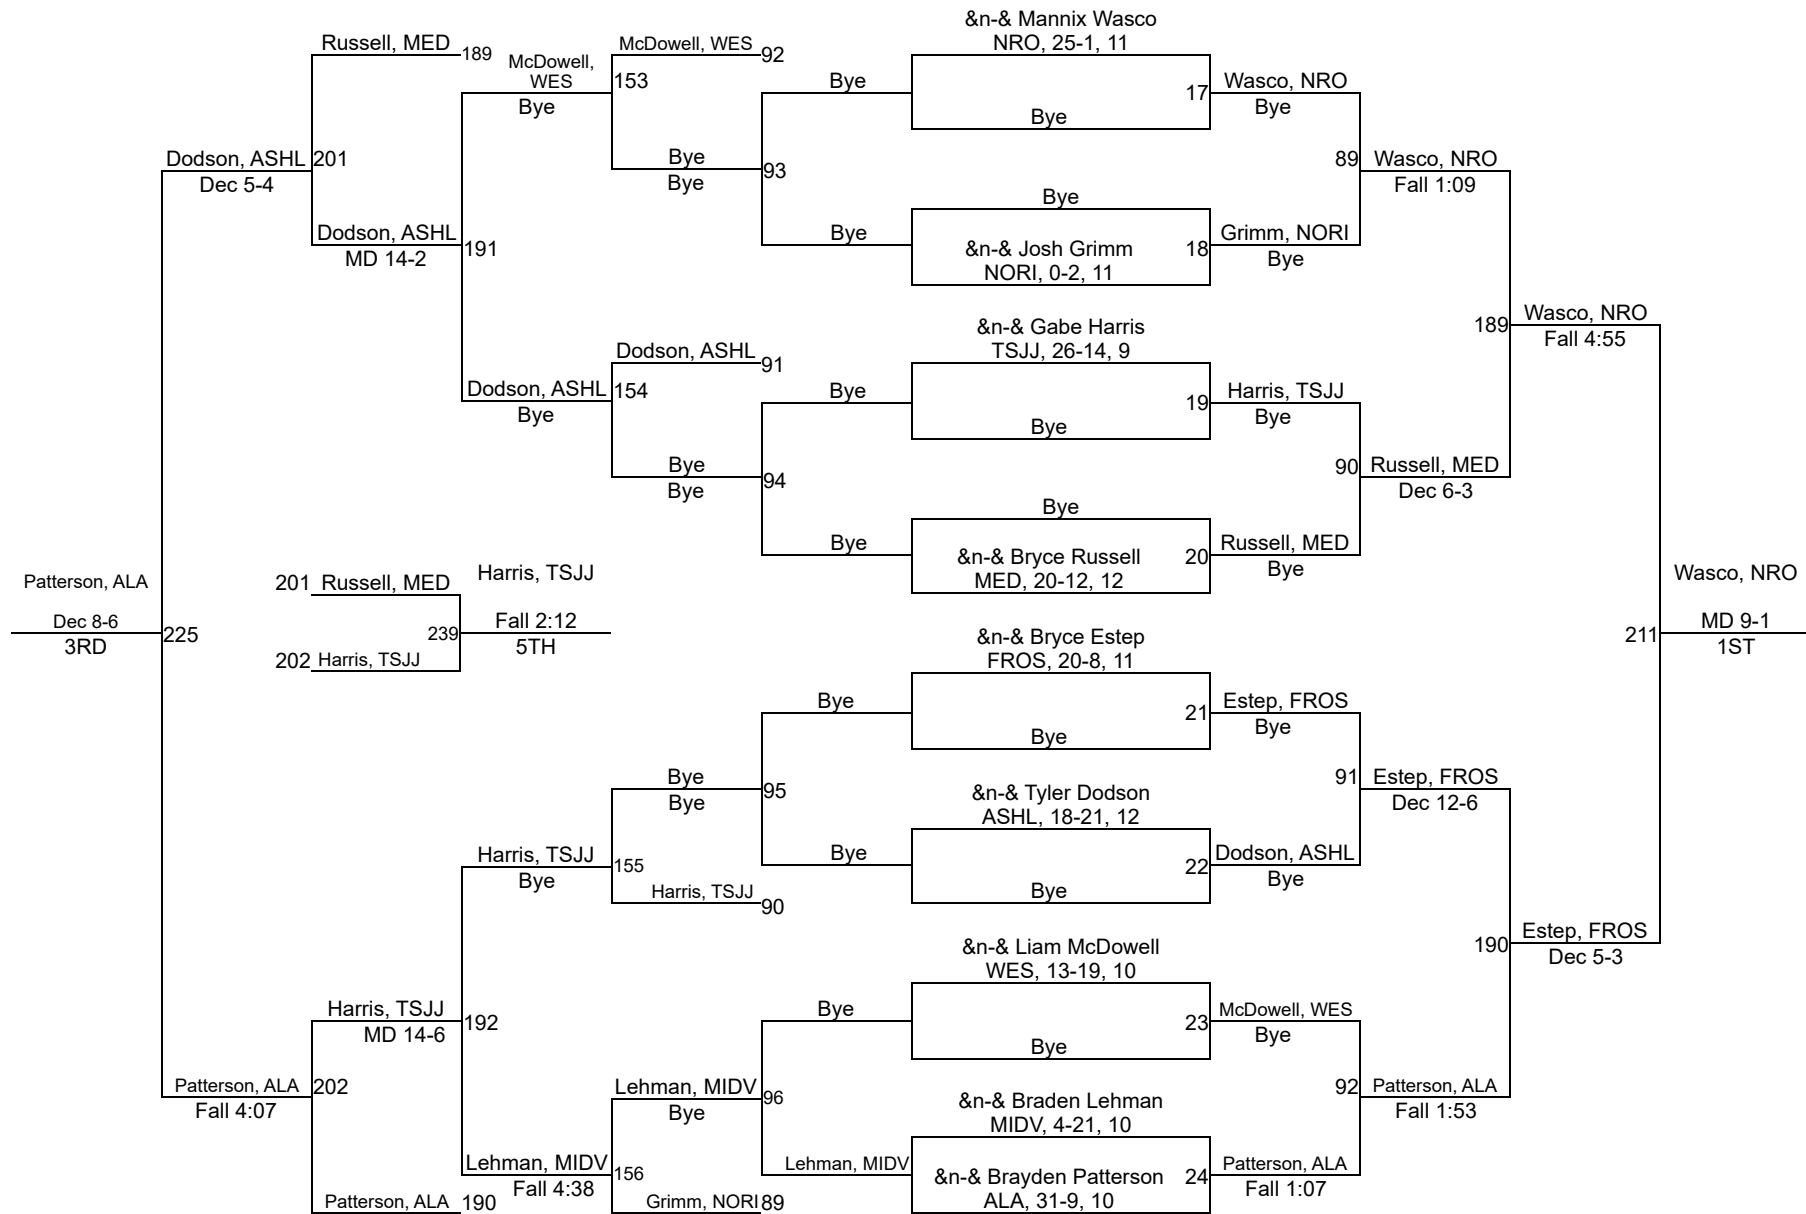 &n-& Mannix Wasco
NRO, 25-1, 11
Russell, MED
189
McDowell, WES
92
McDowell,
WES
Bye
153
Bye
17
Wasco, NRO
Bye
Bye
Dodson, ASHL
201
Dec 5-4
Bye
Bye
93
89
Wasco, NRO
Fall 1:09
Bye
Dodson, ASHL
MD 14-2
191
Bye
&n-& Josh Grimm
NORI, 0-2, 11
18
Grimm, NORI
Bye
189
Wasco, NRO
Fall 4:55
&n-& Gabe Harris
TSJJ, 26-14, 9
Dodson, ASHL
91
Dodson, ASHL
Bye
154
Bye
19
Harris, TSJJ
Bye
Bye
Bye
Bye
94
90
Russell, MED
Dec 6-3
Bye
Bye
&n-& Bryce Russell
MED, 20-12, 12
20
Russell, MED
Bye
Patterson, ALA
Dec 8-6
3RD
225
201
Russell, MED
Harris, TSJJ
239
Fall 2:12
5TH
202
Harris, TSJJ
Wasco, NRO
211
MD 9-1
1ST
&n-& Bryce Estep
FROS, 20-8, 11
Bye
21
Estep, FROS
Bye
Bye
Bye
Bye
95
91
Estep, FROS
Dec 12-6
&n-& Tyler Dodson
ASHL, 18-21, 12
Harris, TSJJ
Bye
155
Bye
22
Dodson, ASHL
Bye
Bye
Harris, TSJJ
90
190
Estep, FROS
Dec 5-3
&n-& Liam McDowell
WES, 13-19, 10
Harris, TSJJ
MD 14-6
192
Bye
23
McDowell, WES
Bye
Bye
Patterson, ALA
202
Fall 4:07
Lehman, MIDV
Bye
96
92
Patterson, ALA
Fall 1:53
&n-& Braden Lehman
MIDV, 4-21, 10
Lehman, MIDV
Fall 4:38
156
Lehman, MIDV
&n-& Brayden Patterson
ALA, 31-9, 10
24
Patterson, ALA
Fall 1:07
Patterson, ALA
190
Grimm, NORI
89